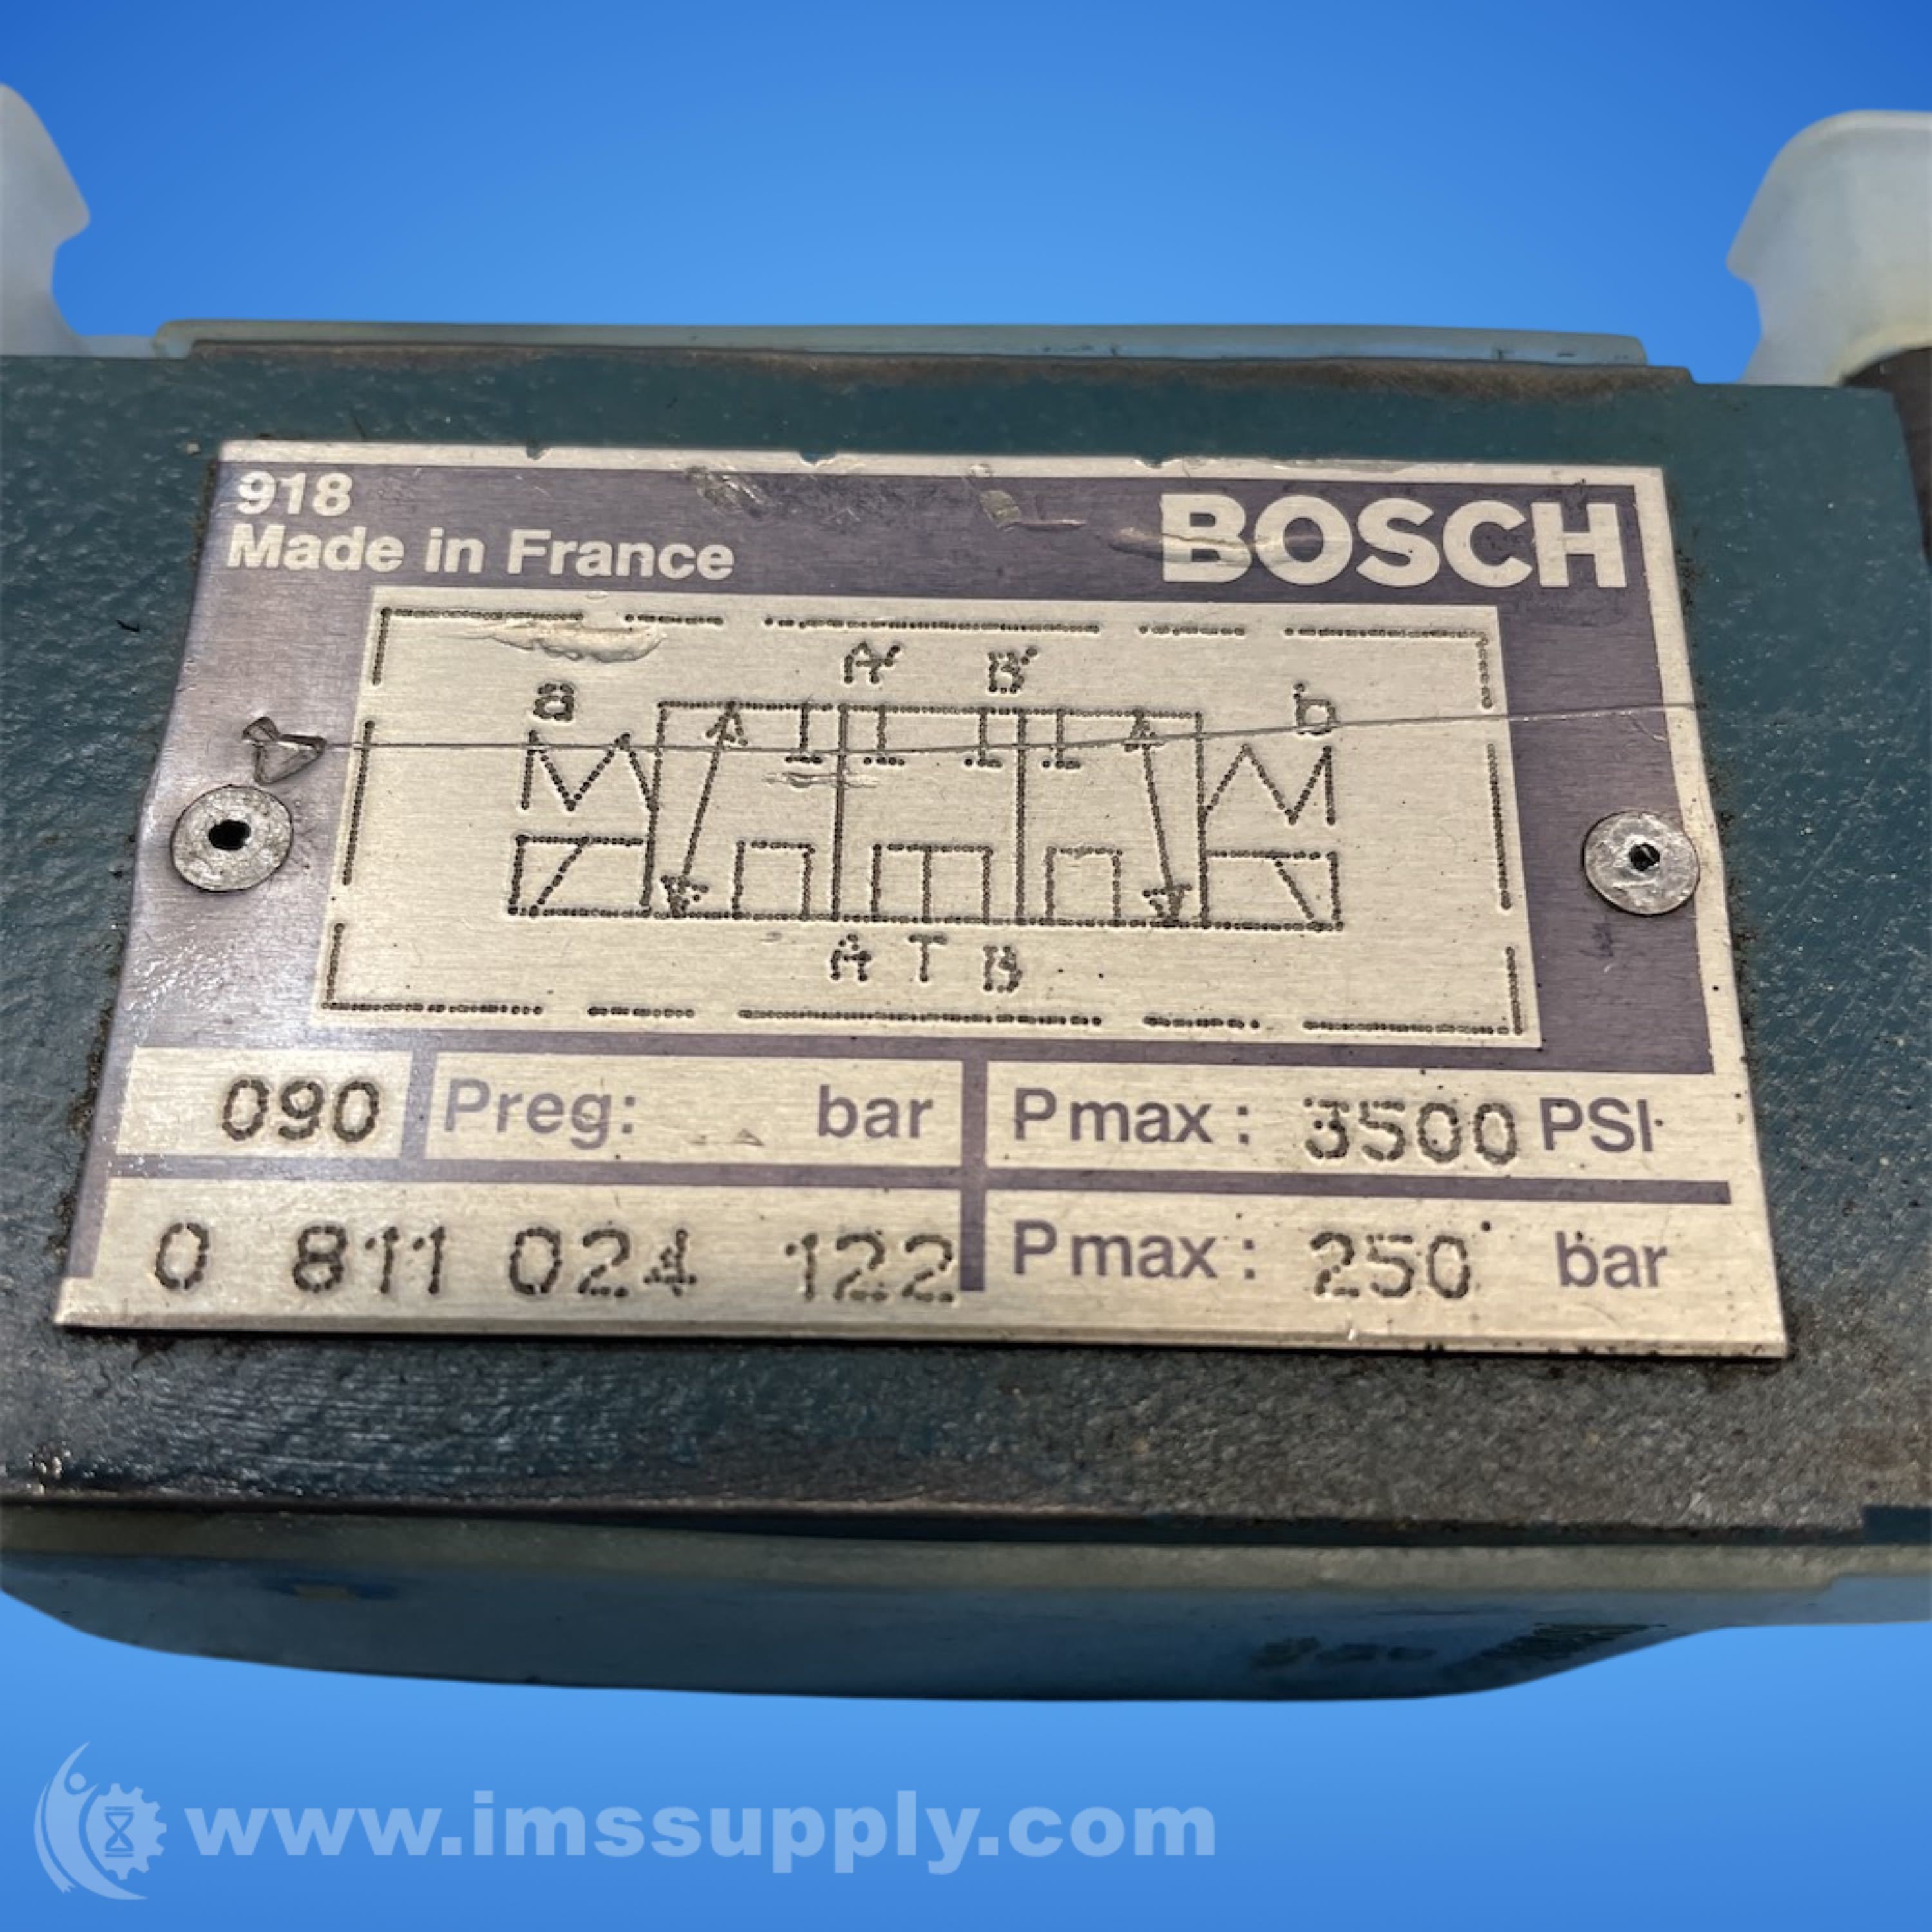 918
Made in France
BOSCH
A' B'
a b
A T B
090 Preg: bar Pmax: 3500 PSI
0 811 024 122 Pmax: 250 bar
www.imssupply.com